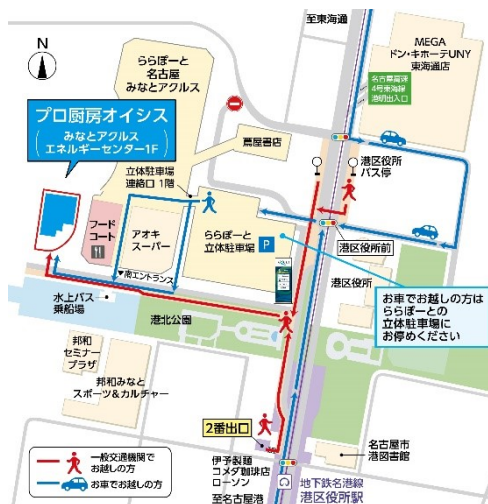 至東海通
N
MEGA
ドン・キホーテUNY
東海通店
ららぽーと
名古屋
みなとアクルス
名古屋高速
4号東海線
港明出入口
プロ厨房オイシス
みなとアクルス
エネルギーセンター1F
蔦屋書店
立体駐車場
連絡口 1階
港区役所
バス停
フード
コート
アオキ
スーパー
ららぽーと
立体駐車場
P
港区役所前
▼南エントランス
港区役所
お車でお越しの方は
ららぽーとの
立体駐車場に
お停めください
水上バス
乗船場
港北公園
邦和
セミナー
プラザ
邦和みなと
スポーツ&カルチャー
2番出口
伊予製麺
コメダ珈琲店
ローソン
至名古屋港
名古屋市
港図書館
地下鉄名港線
港区役所駅
一般交通機関で
お越しの方
お車でお越しの方